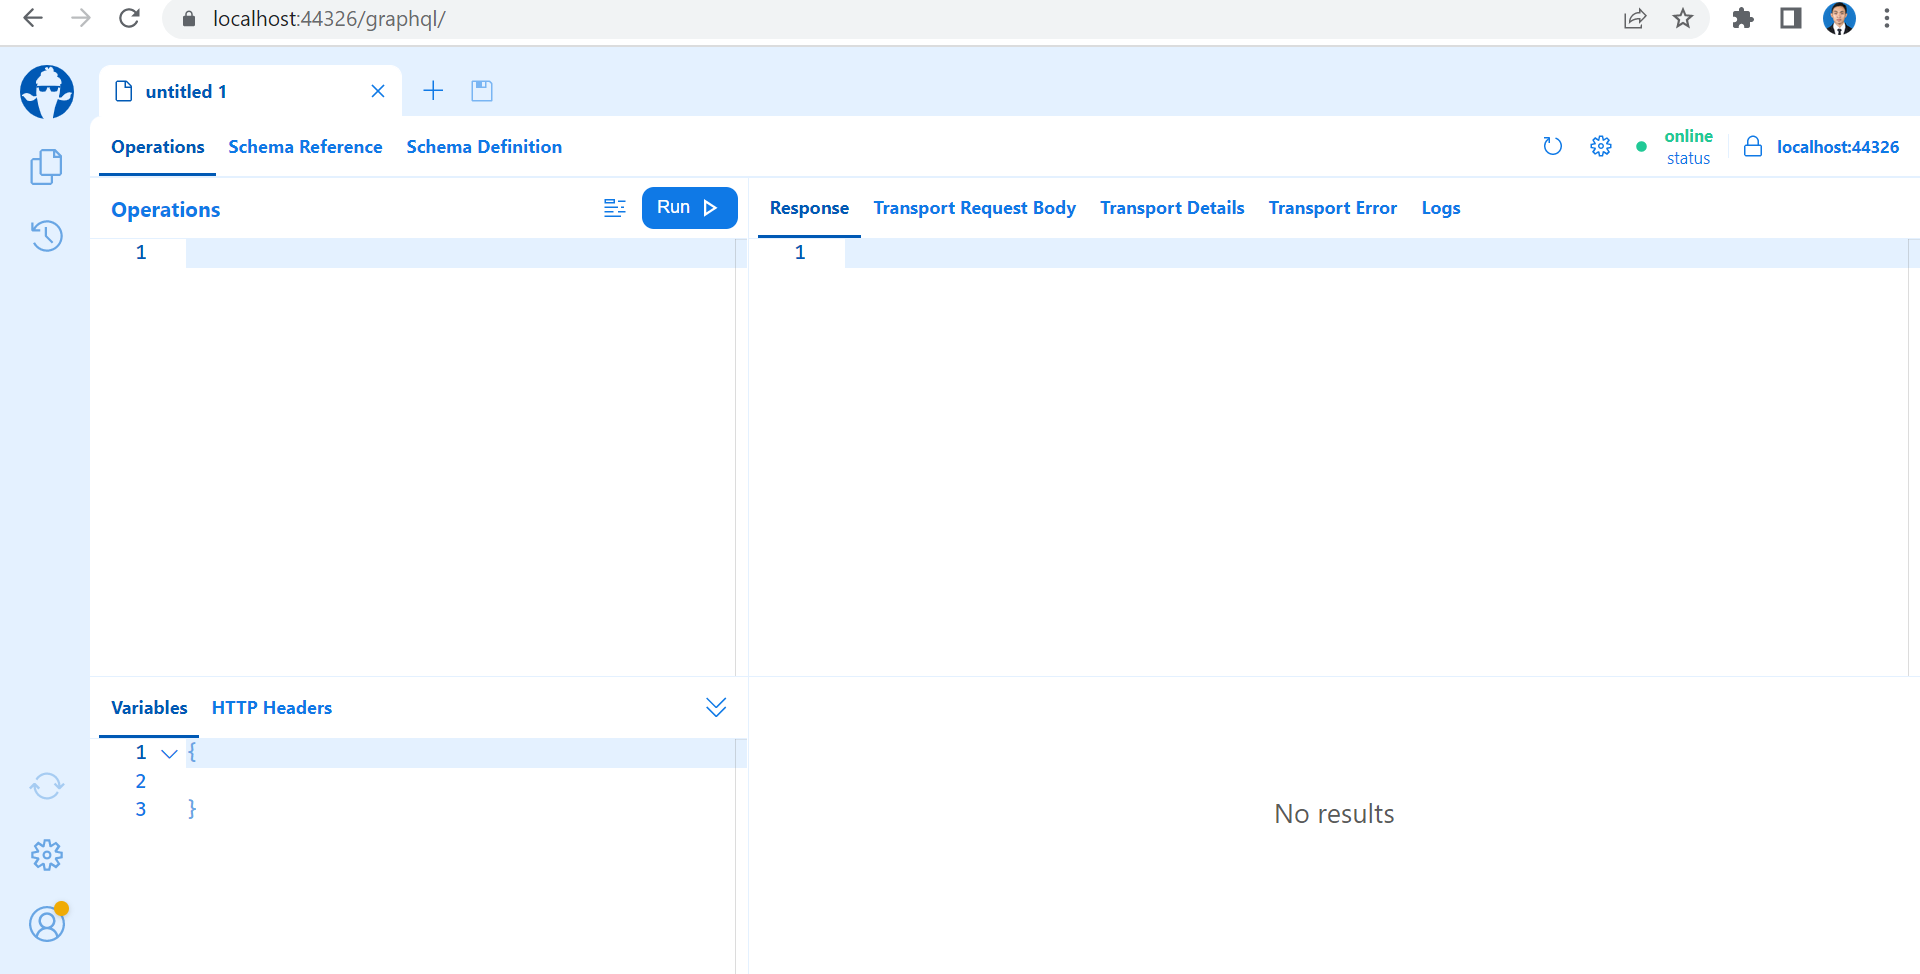 localhost:44326/graphql/
untitled 1
Operations Schema Reference Schema Definition
online
status
localhost:44326
Operations
Run
Response Transport Request Body Transport Details Transport Error Logs
1
1
Variables HTTP Headers
1 {
2
3 }
No results